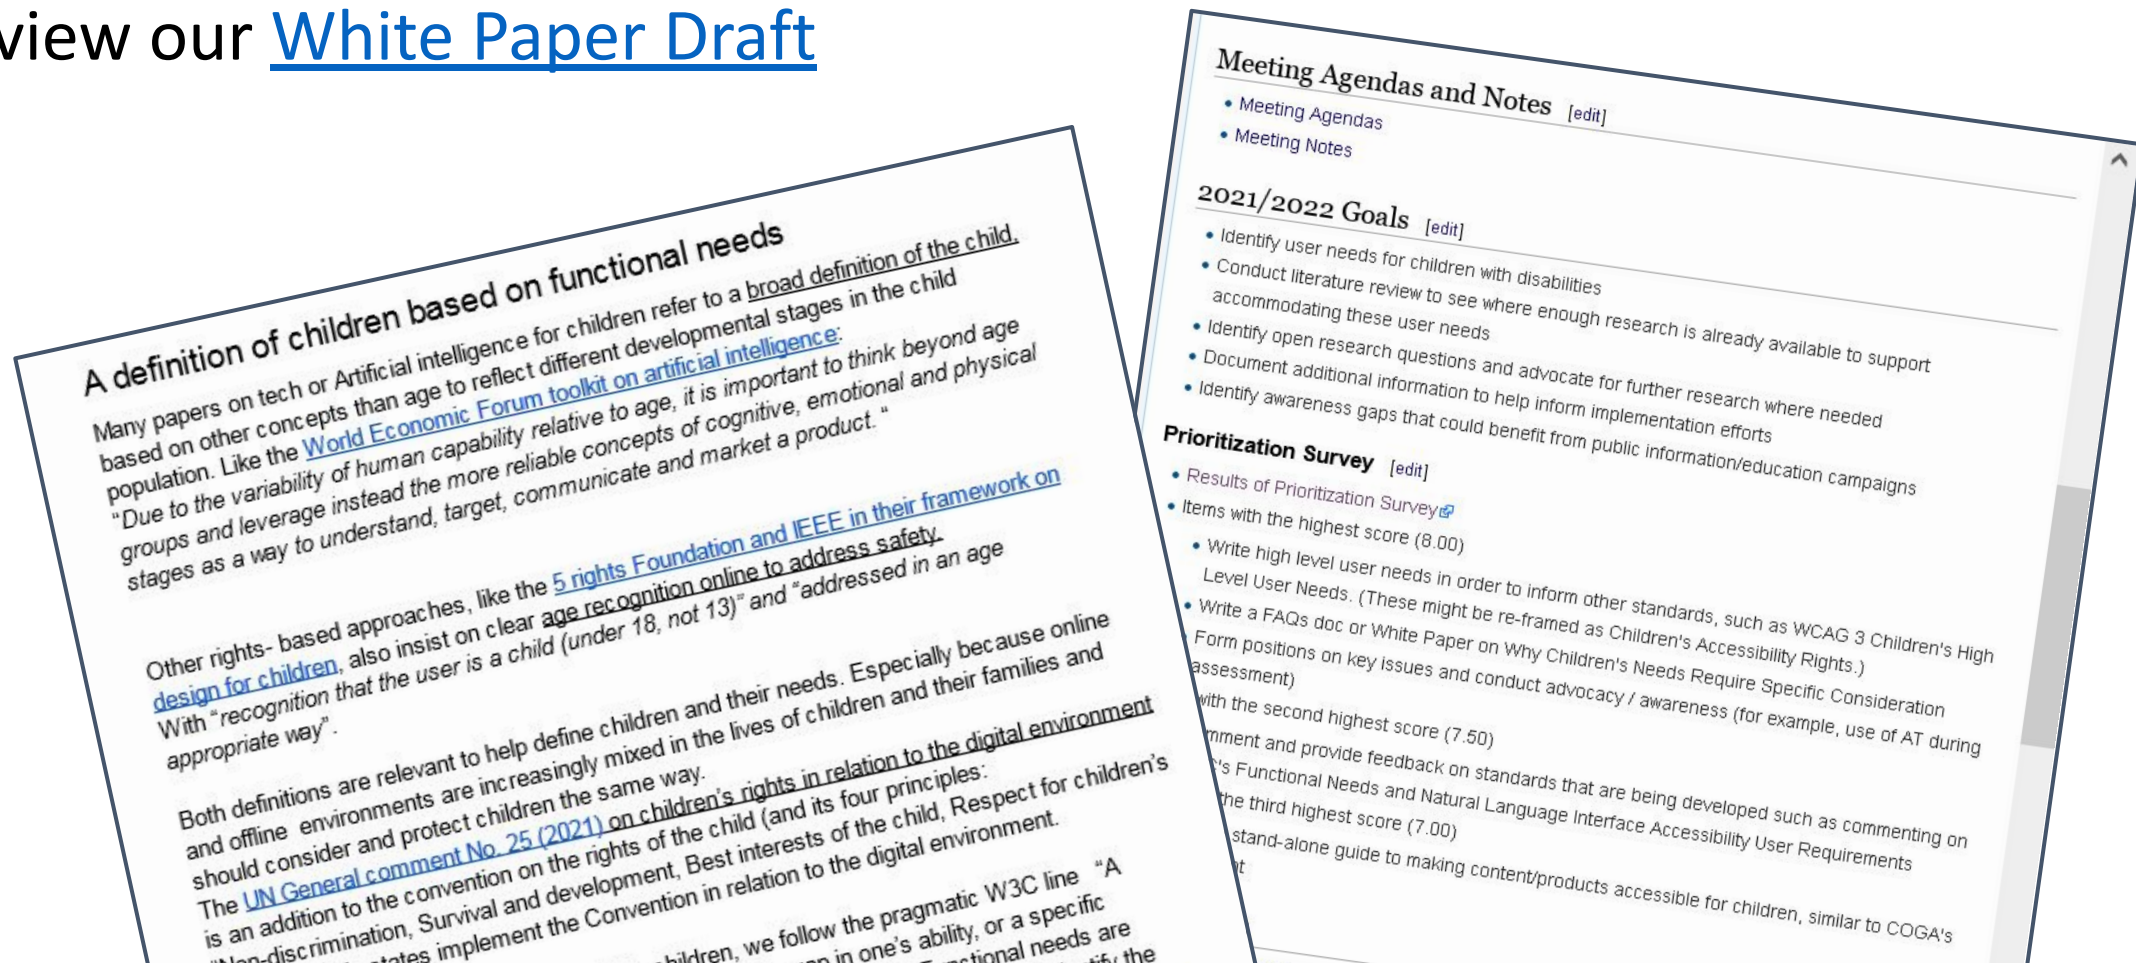 view our White Paper Draft
A definition of children based on functional needs
Many papers on tech or Artificial intelligence for children refer to a broad definition of the child,
based on other concepts than age to reflect different developmental stages in the child
population. Like the World Economic Forum toolkit on artificial intelligence:
“Due to the variability of human capability relative to age, it is important to think beyond age
groups and leverage instead the more reliable concepts of cognitive, emotional and physical
stages as a way to understand, target, communicate and market a product. “
Other rights- based approaches, like the 5 rights Foundation and IEEE in their framework on
design for children, also insist on clear age recognition online to address safety.
With “recognition that the user is a child (under 18, not 13)” and “addressed in an age
appropriate way”.
Both definitions are relevant to help define children and their needs. Especially because online
and offline environments are increasingly mixed in the lives of children and their families and
should consider and protect children the same way.
The UN General comment No. 25 (2021) on children’s rights in relation to the digital environment
is an addition to the convention on the rights of the child (and its four principles:
“Non-discrimination, Survival and development, Best interests of the child, Respect for children’s
implement the Convention in relation to the digital environment.
we follow the pragmatic W3C line “A
in one’s ability, or a specific
needs are
the
Meeting Agendas and Notes [edit]
• Meeting Agendas
• Meeting Notes
2021/2022 Goals [edit]
• Identify user needs for children with disabilities
• Conduct literature review to see where enough research is already available to support
accommodating these user needs
• Identify open research questions and advocate for further research where needed
• Document additional information to help inform implementation efforts
• Identify awareness gaps that could benefit from public information/education campaigns
Prioritization Survey [edit]
• Results of Prioritization Survey
• Items with the highest score (8.00)
• Write high level user needs in order to inform other standards, such as WCAG 3 Children's High
Level User Needs. (These might be re-framed as Children's Accessibility Rights.)
• Write a FAQs doc or White Paper on Why Children's Needs Require Specific Consideration
Form positions on key issues and conduct advocacy / awareness (for example, use of AT during
assessment)
with the second highest score (7.50)
and provide feedback on standards that are being developed such as commenting on
's Functional Needs and Natural Language Interface Accessibility User Requirements
the third highest score (7.00)
stand-alone guide to making content/products accessible for children, similar to COGA's